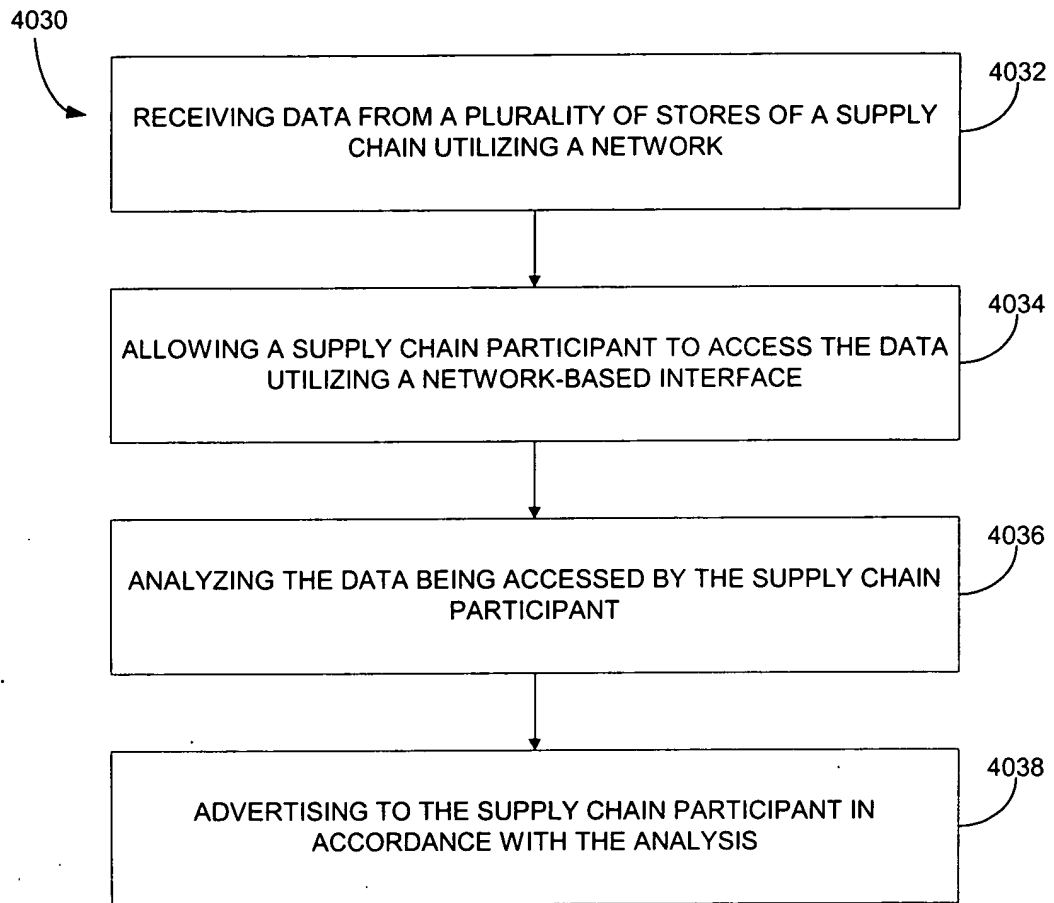 4030
4032
RECEIVING DATA FROM A PLURALITY OF STORES OF A SUPPLY
CHAIN UTILIZING A NETWORK
4034
ALLOWING A SUPPLY CHAIN PARTICIPANT TO ACCESS THE DATA
UTILIZING A NETWORK-BASED INTERFACE
4036
ANALYZING THE DATA BEING ACCESSED BY THE SUPPLY CHAIN
PARTICIPANT
4038
ADVERTISING TO THE SUPPLY CHAIN PARTICIPANT IN
ACCORDANCE WITH THE ANALYSIS